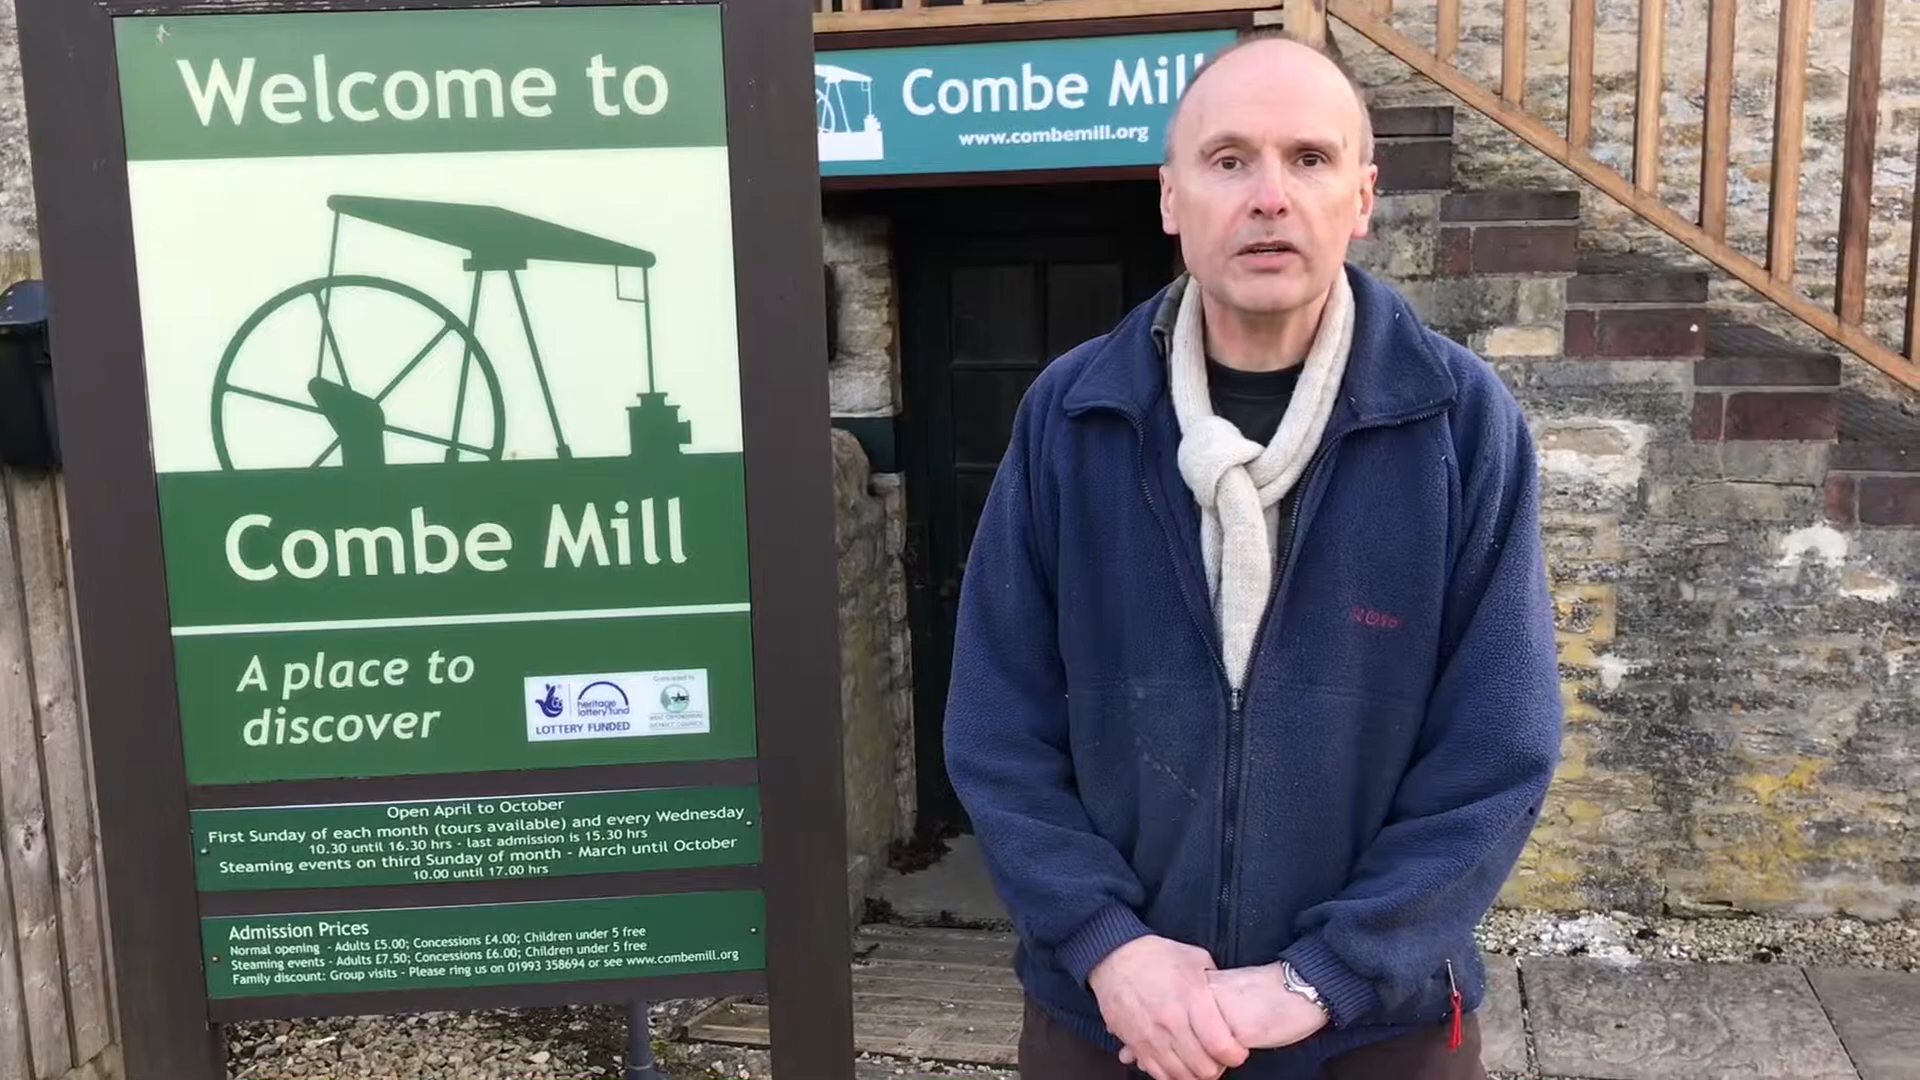 Welcome to
Combe Mill
A place to
discover
heritage
lottery fund
LOTTERY FUNDED
WEST OXFORDSHIRE
DISTRICT COUNCIL
Open April to October
First Sunday of each month (tours available) and every Wednesday
10.30 until 16.30 hrs - last admission is 15.30 hrs
Steaming events on third Sunday of month - March until October
10.00 until 17.00 hrs
Admission Prices
Normal opening - Adults £5.00; Concessions £4.00; Children under 5 free
Steaming events - Adults £7.50; Concessions £6.00; Children under 5 free
Family discount: Group visits - Please ring us on 01993 358694 or see www.combemill.org
Combe Mill
www.combemill.org